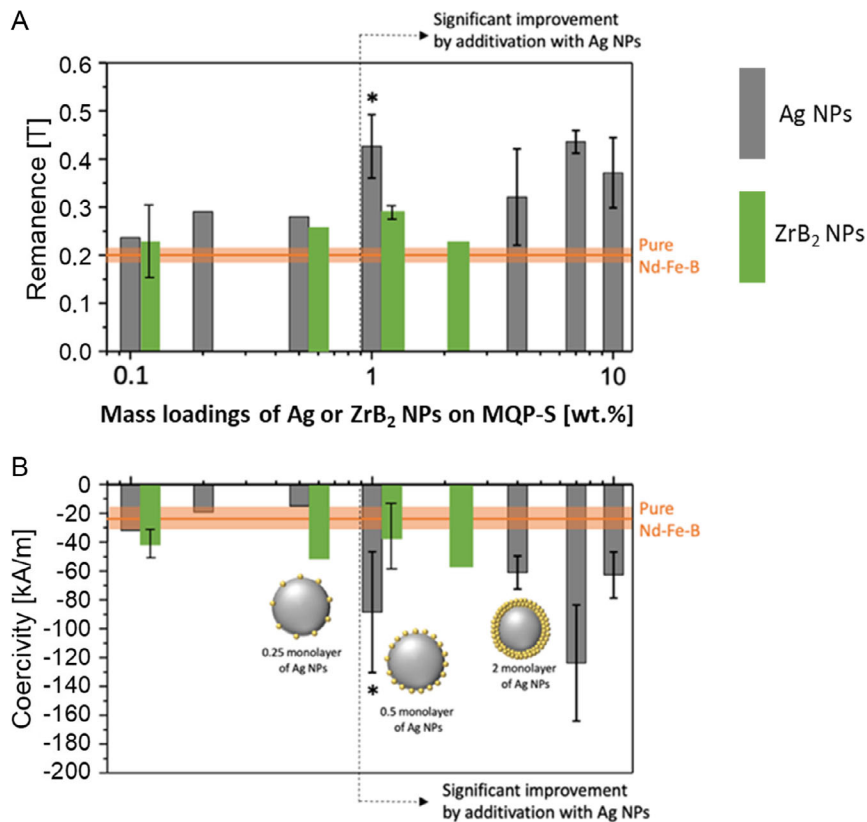 A
Significant improvement
by additivation with Ag NPs
Remanence [T]
0.6
0.5
0.4
0.3
0.2
0.2
0.0
*
Pure
Nd-Fe-B
0.1
1
10
Mass loadings of Ag or ZrB₂ NPs on MQP-S [wt.%]
Ag NPs
ZrB₂ NPs
B
Coercivity [kA/m]
0
-20
-40
-60
-80
-100
-120
-140
-160
-180
-200
Pure
Nd-Fe-B
0.25 monolayer
of Ag NPs
*
0.5 monolayer
of Ag NPs
2 monolayer
of Ag NPs
Significant improvement
by additivation with Ag NPs